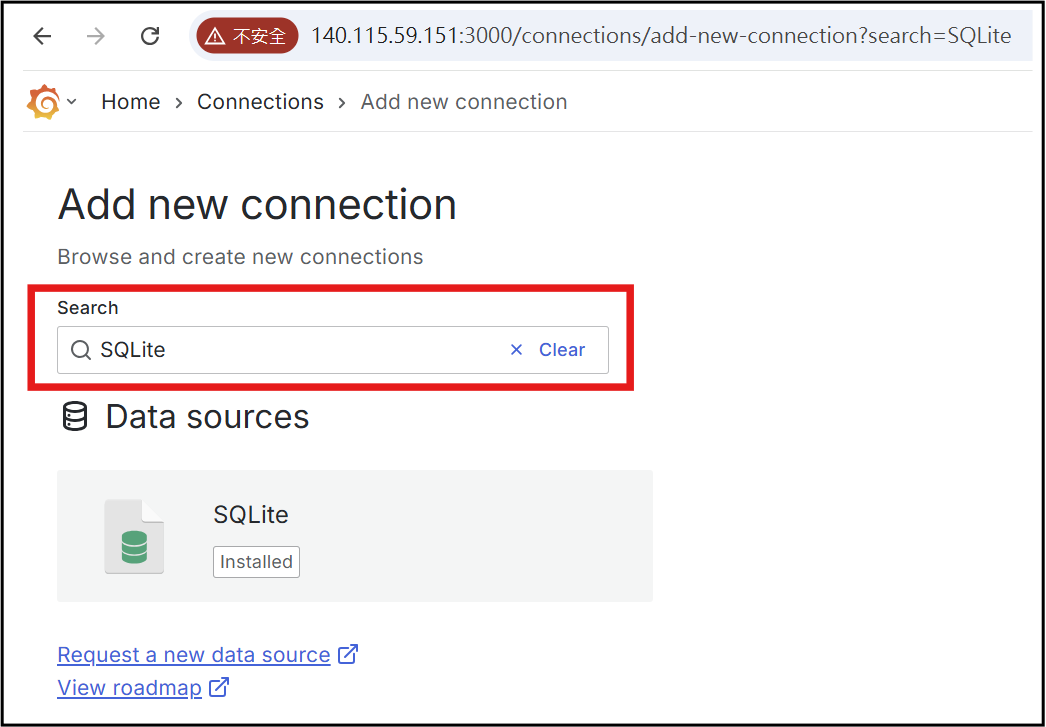 不安全 140.115.59.151:3000/connections/add-new-connection?search=SQLite
Home › Connections › Add new connection
Add new connection
Browse and create new connections
Search
SQLite × Clear
Data sources
SQLite
Installed
Request a new data source
View roadmap